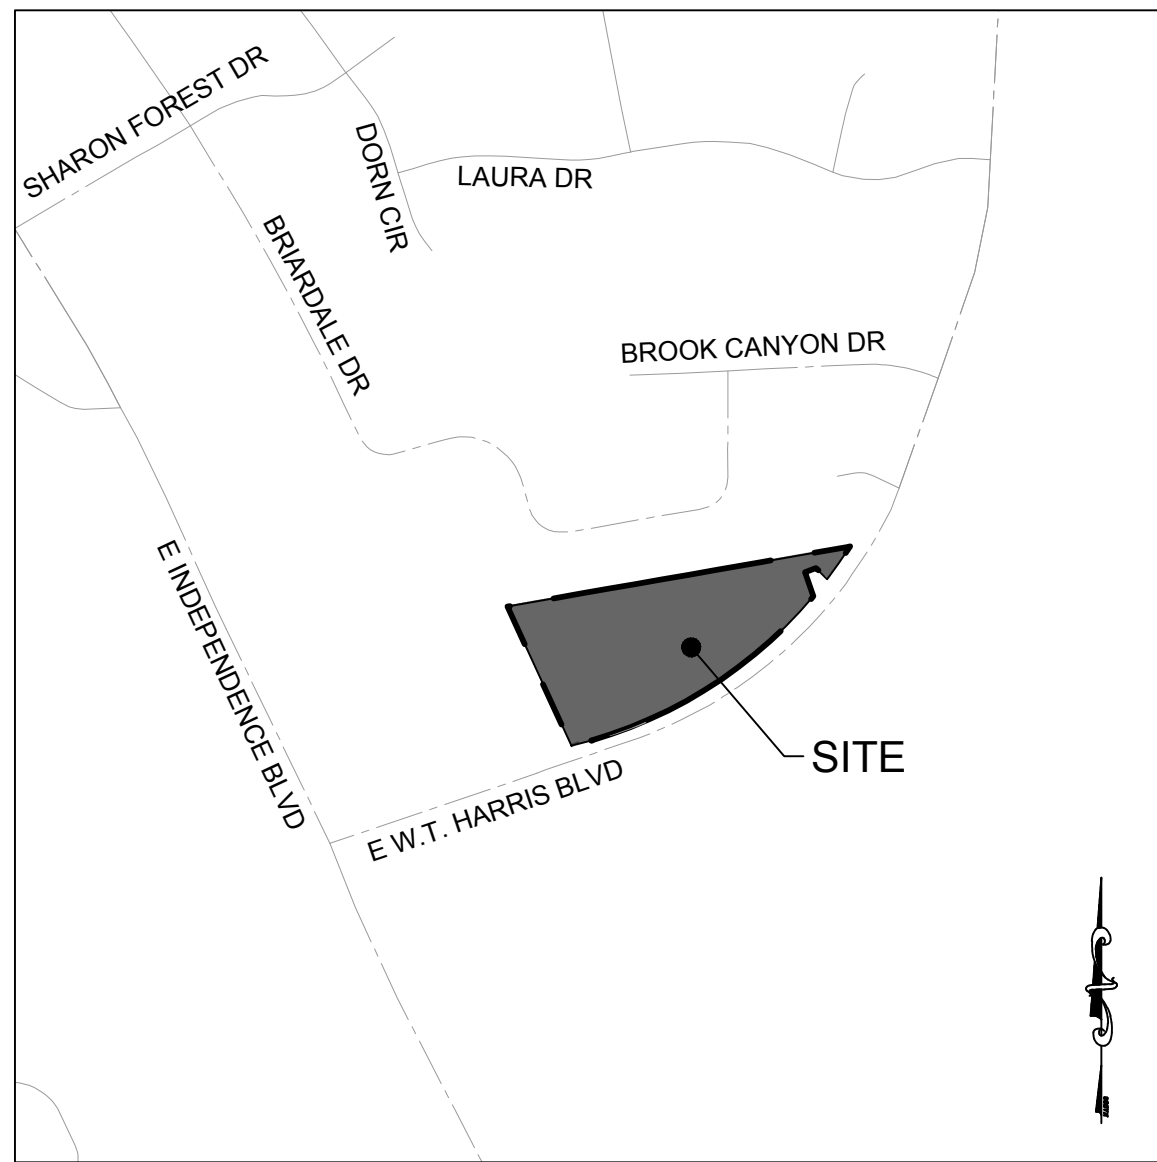 SHARON FOREST DR
DORN CIR
LAURA DR
BRIARDALE DR
BROOK CANYON DR
E INDEPENDENCE BLVD
SITE
E W.T. HARRIS BLVD